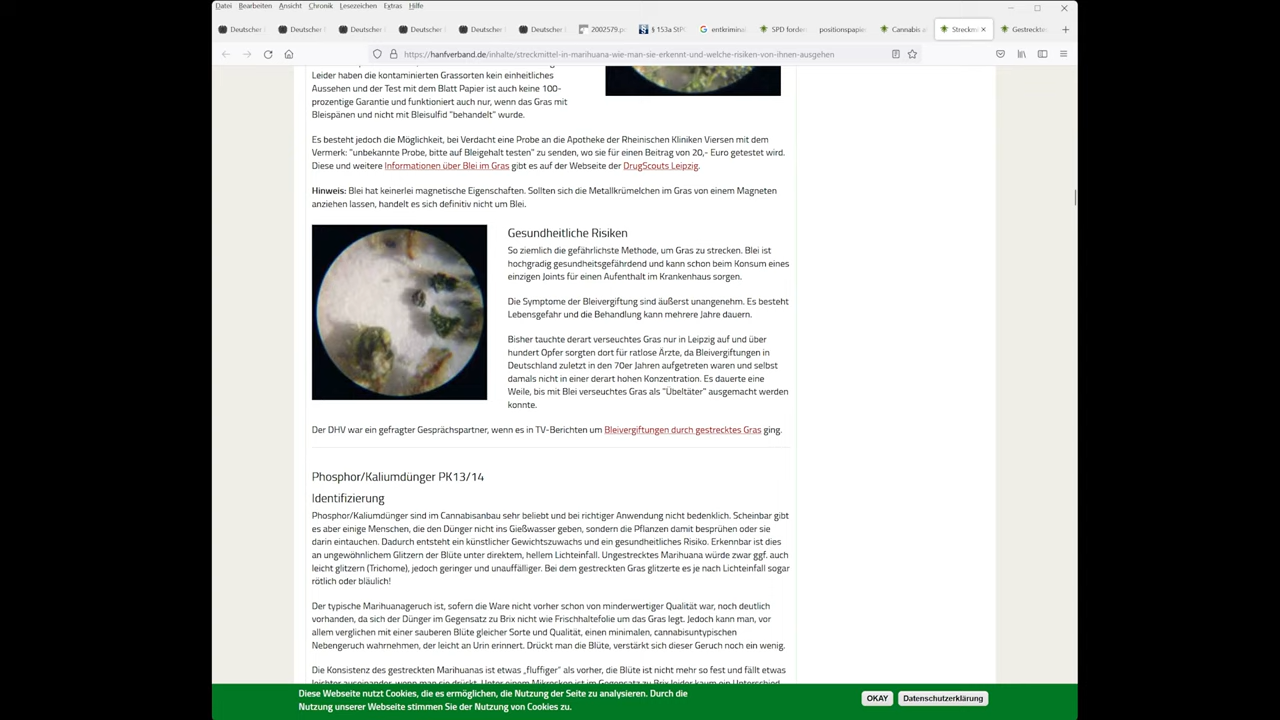 Datei Bearbeiten Ansicht Chronik Lesezeichen Extras Hilfe
Deutscher Deutscher Deutscher Deutscher Deutscher Deutscher 2002579.p § 153a StPO entkriminal SPD forder positionspapie Cannabis a Streckm Gestreckte
https://hanfverband.de/inhalte/streckmittel-in-marihuana-wie-man-sie-erkennt-und-welche-risiken-von-ihnen-ausgehen
Leider haben die kontaminierten Grassorten kein einheitliches
Aussehen und der Test mit dem Blatt Papier ist auch keine 100-
prozentige Garantie und funktioniert auch nur, wenn das Gras mit
Bleispänen und nicht mit Bleisulfid "behandelt" wurde.
Es besteht jedoch die Möglichkeit, bei Verdacht eine Probe an die Apotheke der Rheinischen Kliniken Viersen mit dem
Vermerk: "unbekannte Probe, bitte auf Bleigehalt testen" zu senden, wo sie für einen Beitrag von 20,- Euro getestet wird.
Diese und weitere Informationen über Blei im Gras gibt es auf der Webseite der DrugScouts Leipzig.
Hinweis: Blei hat keinerlei magnetische Eigenschaften. Sollten sich die Metallkrümelchen im Gras von einem Magneten
anziehen lassen, handelt es sich definitiv nicht um Blei.
Gesundheitliche Risiken
So ziemlich die gefährlichste Methode, um Gras zu strecken. Blei ist
hochgradig gesundheitsgefährdend und kann schon beim Konsum eines
einzigen Joints für einen Aufenthalt im Krankenhaus sorgen.
Die Symptome der Bleivergiftung sind äußerst unangenehm. Es besteht
Lebensgefahr und die Behandlung kann mehrere Jahre dauern.
Bisher tauchte derart verseuchtes Gras nur in Leipzig auf und über
hundert Opfer sorgten dort für ratlose Ärzte, da Bleivergiftungen in
Deutschland zuletzt in den 70er Jahren aufgetreten waren und selbst
damals nicht in einer derart hohen Konzentration. Es dauerte eine
Weile, bis mit Blei verseuchtes Gras als "Übeltäter" ausgemacht werden
konnte.
Der DHV war ein gefragter Gesprächspartner, wenn es in TV-Berichten um Bleivergiftungen durch gestrecktes Gras ging.
Phosphor/Kaliumdünger PK13/14
Identifizierung
Phosphor/Kaliumdünger sind im Cannabisanbau sehr beliebt und bei richtiger Anwendung nicht bedenklich. Scheinbar gibt
es aber einige Menschen, die den Dünger nicht ins Gießwasser geben, sondern die Pflanzen damit besprühen oder sie
darin eintauchen. Dadurch entsteht ein künstlicher Gewichtszuwachs und ein gesundheitliches Risiko. Erkennbar ist dies
an ungewöhnlichem Glitzern der Blüte unter direktem, hellem Lichteinfall. Ungestrecktes Marihuana würde zwar ggf. auch
leicht glitzern (Trichome), jedoch geringer und unauffälliger. Bei dem gestreckten Gras glitzerte es je nach Lichteinfall sogar
rötlich oder bläulich!
Der typische Marihuanageruch ist, sofern die Ware nicht vorher schon von minderwertiger Qualität war, noch deutlich
vorhanden, da sich der Dünger im Gegensatz zu Brix nicht wie Frischhaltefolie um das Gras legt. Jedoch kann man, vor
allem verglichen mit einer sauberen Blüte gleicher Sorte und Qualität, einen minimalen, cannabisuntypischen
Nebengeruch wahrnehmen, der leicht an Urin erinnert. Drückt man die Blüte, verstärkt sich dieser Geruch noch ein wenig.
Die Konsistenz des gestreckten Marihuanas ist etwas „fluffiger" als vorher, die Blüte ist nicht mehr so fest und fällt etwas
Diese Webseite nutzt Cookies, die es ermöglichen, die Nutzung der Seite zu analysieren. Durch die
Nutzung unserer Webseite stimmen Sie der Nutzung von Cookies zu.
OKAY Datenschutzerklärung